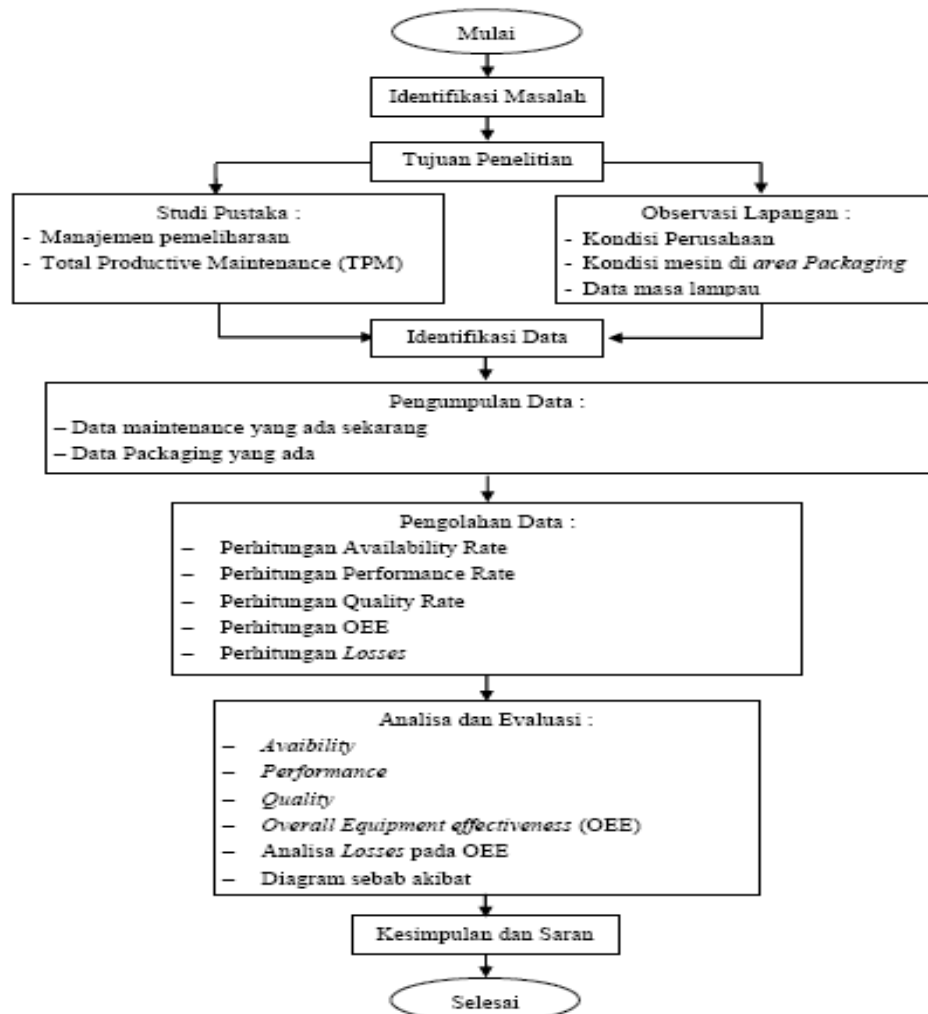 Mulai
Identifikasi Masalah
Tujuan Penelitian
Studi Pustaka :
- Manajemen pemeliharaan
- Total Productive Maintenance (TPM)
Observasi Lapangan :
- Kondisi Perusahaan
- Kondisi mesin di area Packaging
- Data masa lampau
Identifikasi Data
Pengumpulan Data :
– Data maintenance yang ada sekarang
– Data Packaging yang ada
Pengolahan Data :
– Perhitungan Availability Rate
– Perhitungan Performance Rate
– Perhitungan Quality Rate
– Perhitungan OEE
– Perhitungan Losses
Analisa dan Evaluasi :
– Avaibility
– Performance
– Quality
– Overall Equipment effectiveness (OEE)
– Analisa Losses pada OEE
– Diagram sebab akibat
Kesimpulan dan Saran
Selesai